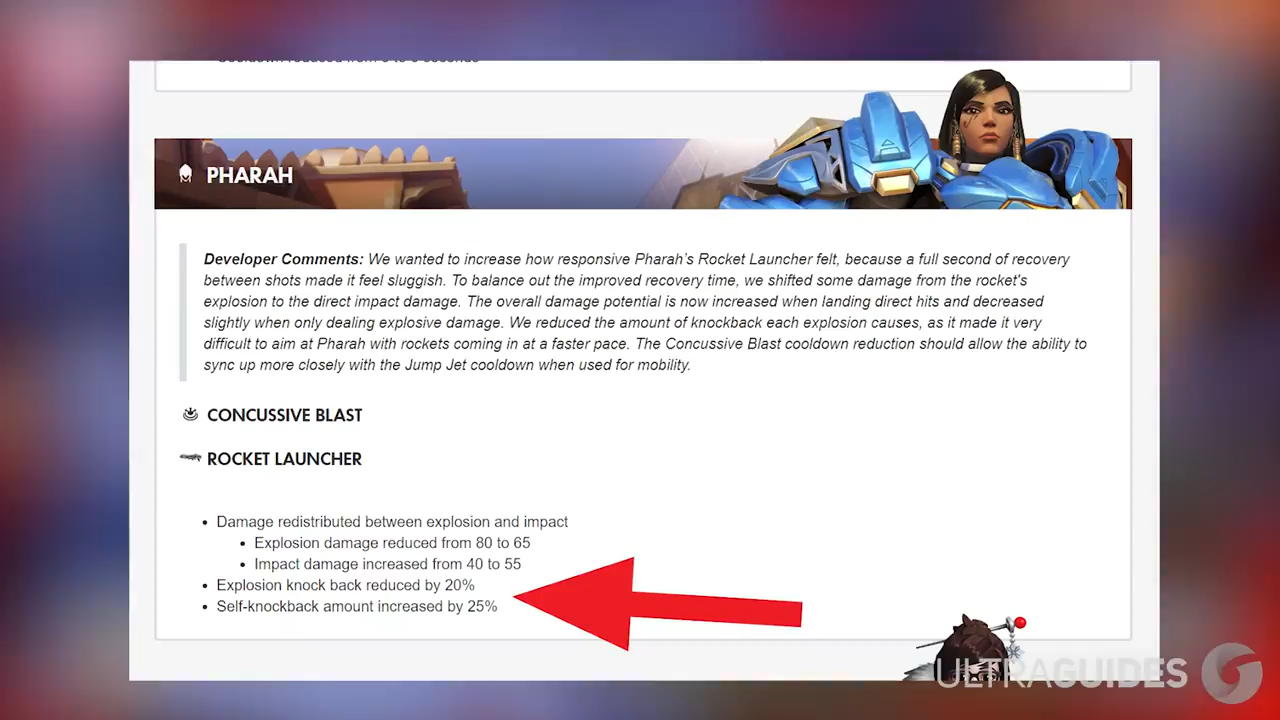 PHARAH
Developer Comments: We wanted to increase how responsive Pharah's Rocket Launcher felt, because a full second of recovery
between shots made it feel sluggish. To balance out the improved recovery time, we shifted some damage from the rocket's
explosion to the direct impact damage. The overall damage potential is now increased when landing direct hits and decreased
slightly when only dealing explosive damage. We reduced the amount of knockback each explosion causes, as it made it very
difficult to aim at Pharah with rockets coming in at a faster pace. The Concussive Blast cooldown reduction should allow the ability to
sync up more closely with the Jump Jet cooldown when used for mobility.
CONCUSSIVE BLAST
ROCKET LAUNCHER
• Damage redistributed between explosion and impact
• Explosion damage reduced from 80 to 65
• Impact damage increased from 40 to 55
• Explosion knock back reduced by 20%
• Self-knockback amount increased by 25%
ULTRAGUIDES